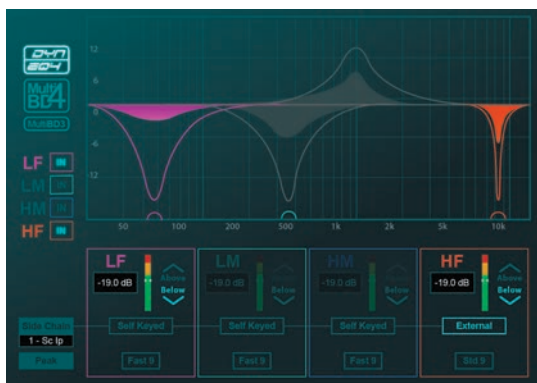 DYN
EQ4
Multi
BD4
MultiBD3
LF IN
LM IN
HM IN
HF IN
12
6
0
-6
-12
50 100 200 500 1k 2k 5k 10k
LF LM HM HF
-19.0 dB -19.0 dB -19.0 dB -19.0 dB
Above Above Above Above
Below Below Below Below
Side Chain Self Keyed Self Keyed Self Keyed External
1 - Sc Ip
Peak Fast 9 Fast 9 Fast 9 Std 9